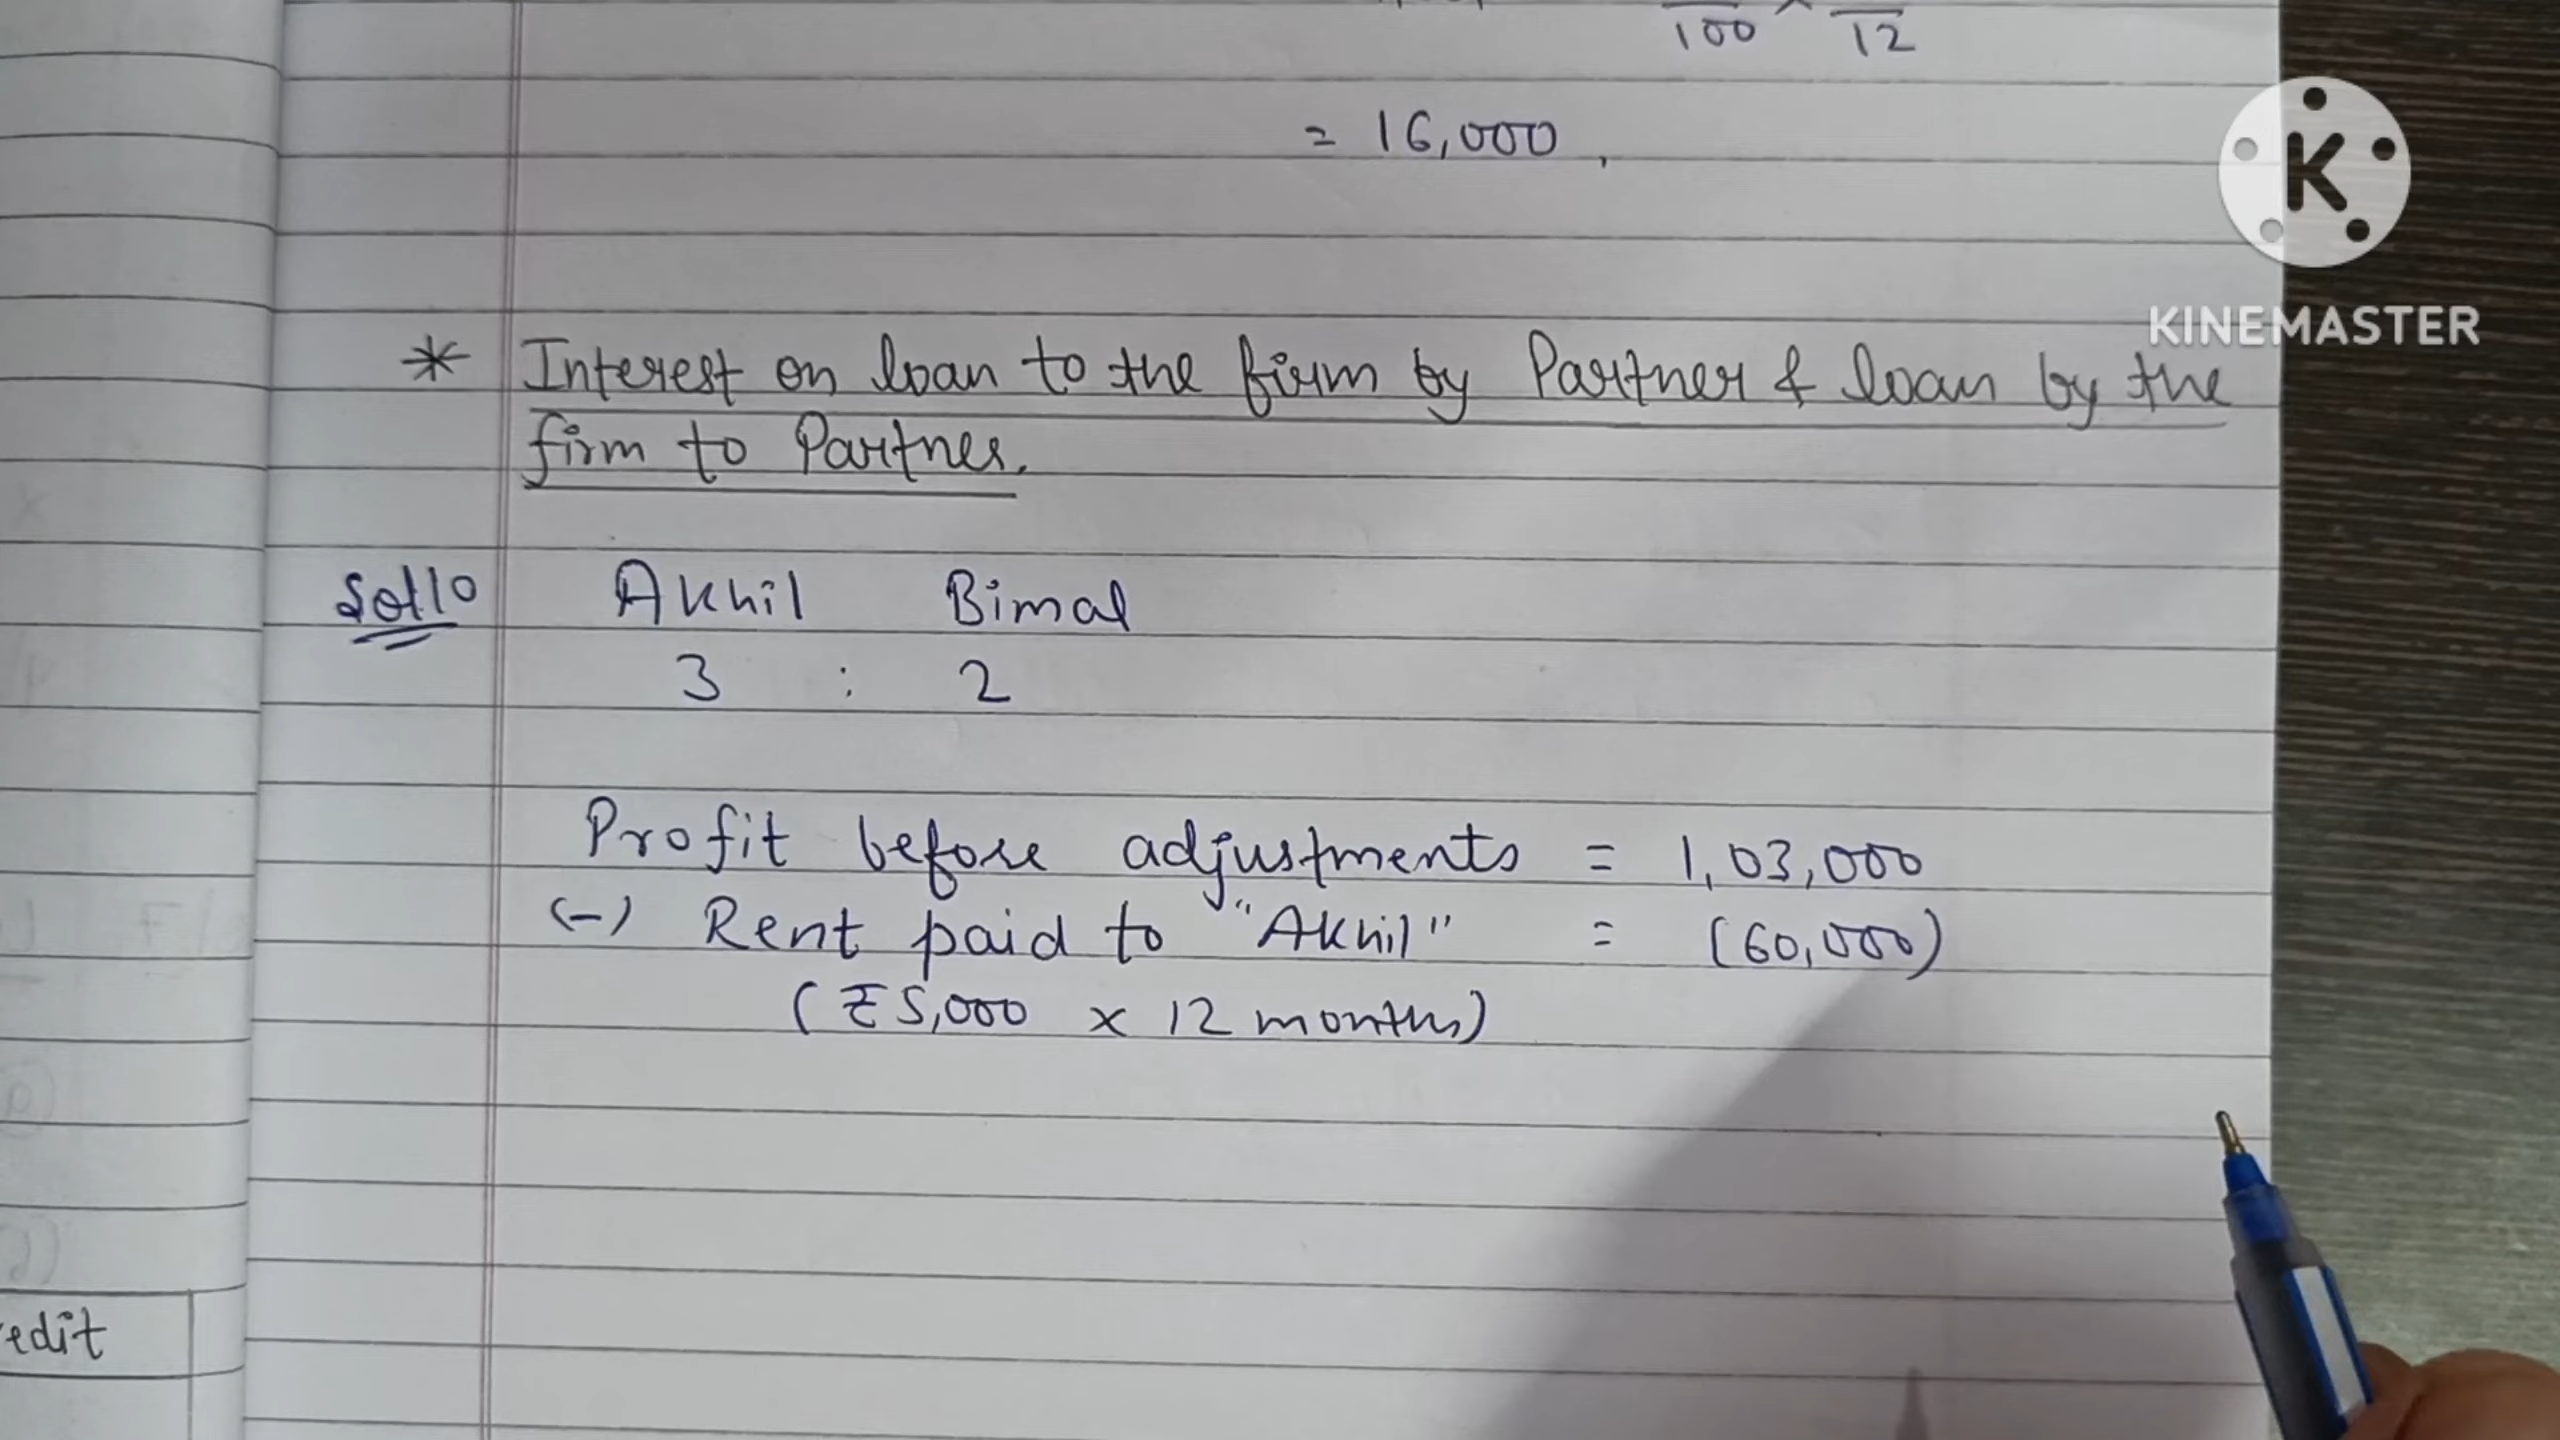 100 × 12
= 16,000
K
KINEMASTER
* Interest on loan to the firm by Partner & loan by the
firm to Partner.
Sol10 Akhil Bimal
3 : 2
Profit before adjustments = 1,03,000
(-) Rent paid to "Akhil" = (60,000)
(₹5,000 × 12 months)
edit